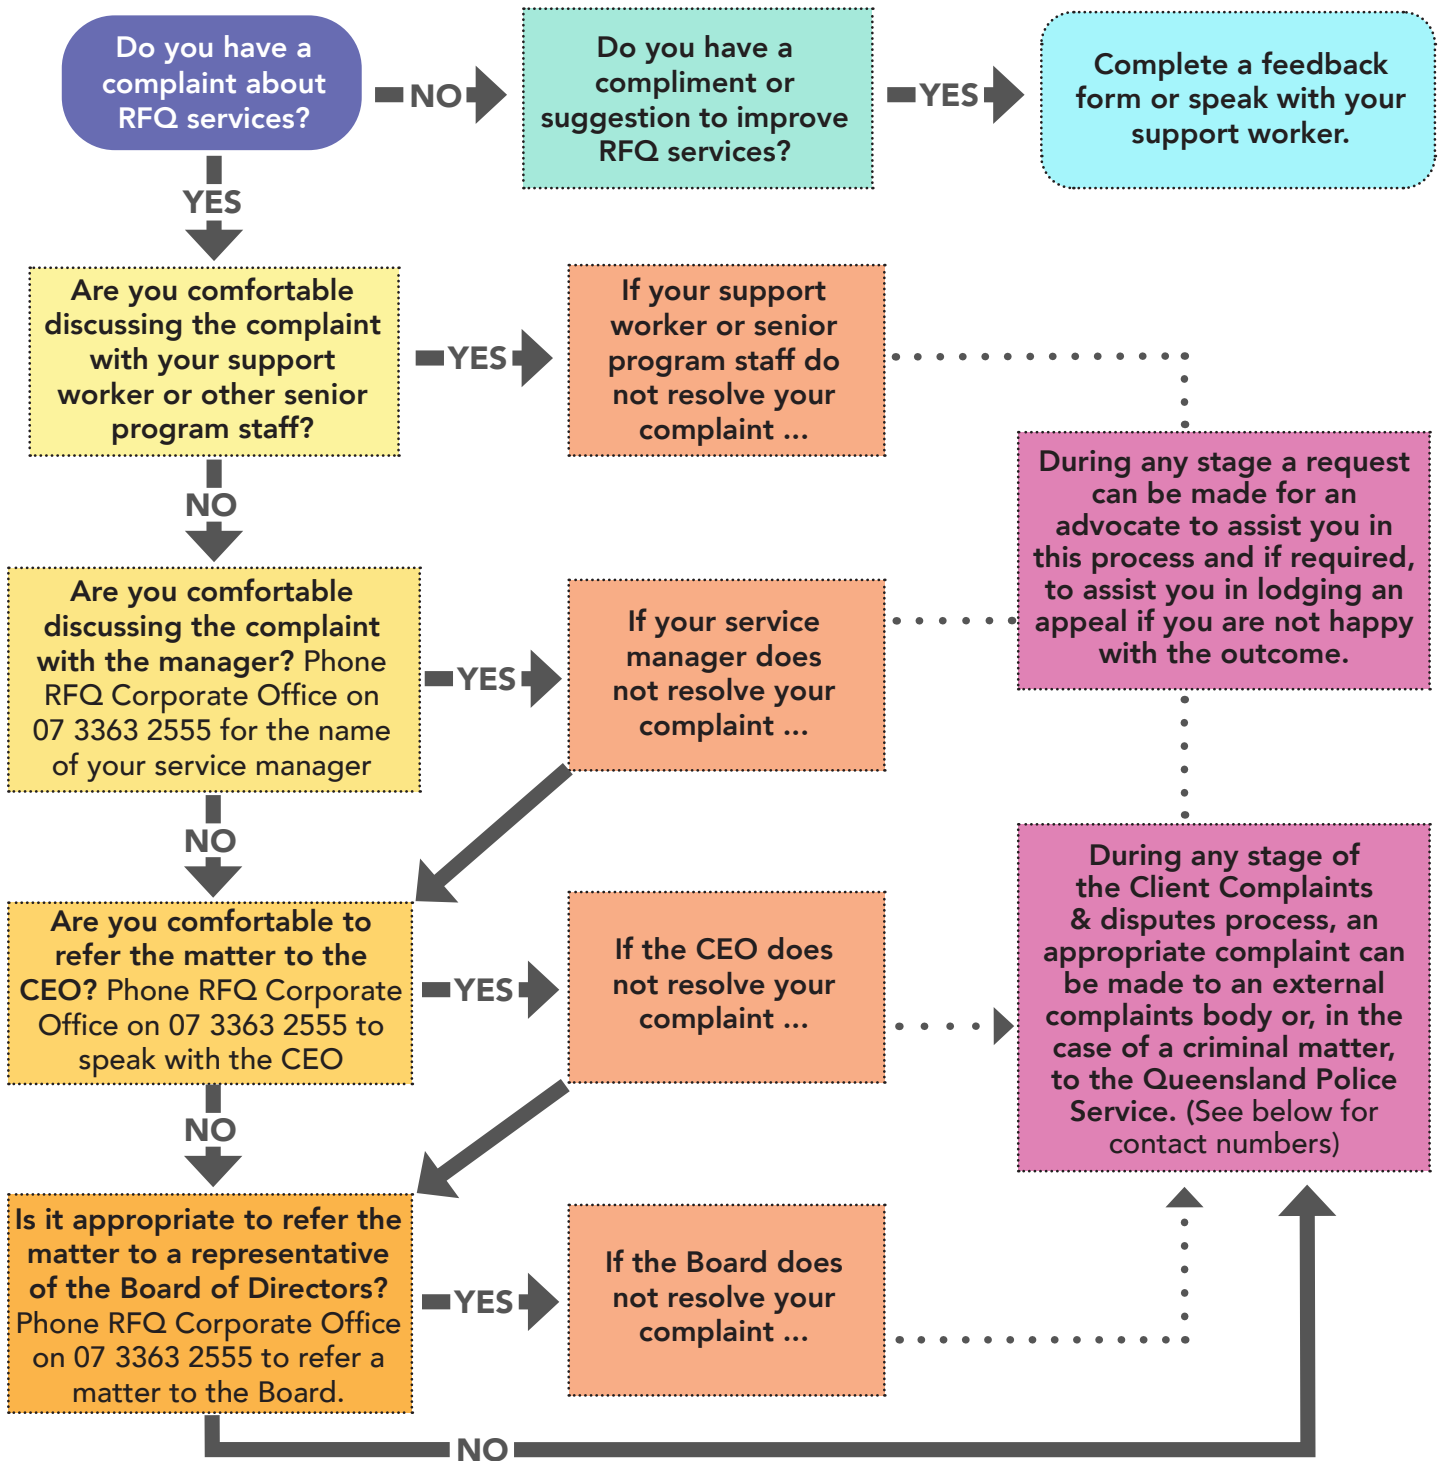 Do you have a
complaint about
RFQ services?
NO
Do you have a
compliment or
suggestion to improve
RFQ services?
YES
Complete a feedback
form or speak with your
support worker.
YES
Are you comfortable
discussing the complaint
with your support
worker or other senior
program staff?
YES
If your support
worker or senior
program staff do
not resolve your
complaint ...
During any stage a request
can be made for an
advocate to assist you in
this process and if required,
to assist you in lodging an
appeal if you are not happy
with the outcome.
NO
Are you comfortable
discussing the complaint
with the manager? Phone
RFQ Corporate Office on
07 3363 2555 for the name
of your service manager
YES
If your service
manager does
not resolve your
complaint ...
NO
Are you comfortable to
refer the matter to the
CEO? Phone RFQ Corporate
Office on 07 3363 2555 to
speak with the CEO
YES
If the CEO does
not resolve your
complaint ...
During any stage of
the Client Complaints
& disputes process, an
appropriate complaint can
be made to an external
complaints body or, in the
case of a criminal matter,
to the Queensland Police
Service. (See below for
contact numbers)
NO
Is it appropriate to refer the
matter to a representative
of the Board of Directors?
Phone RFQ Corporate Office
on 07 3363 2555 to refer a
matter to the Board.
YES
If the Board does
not resolve your
complaint ...
NO